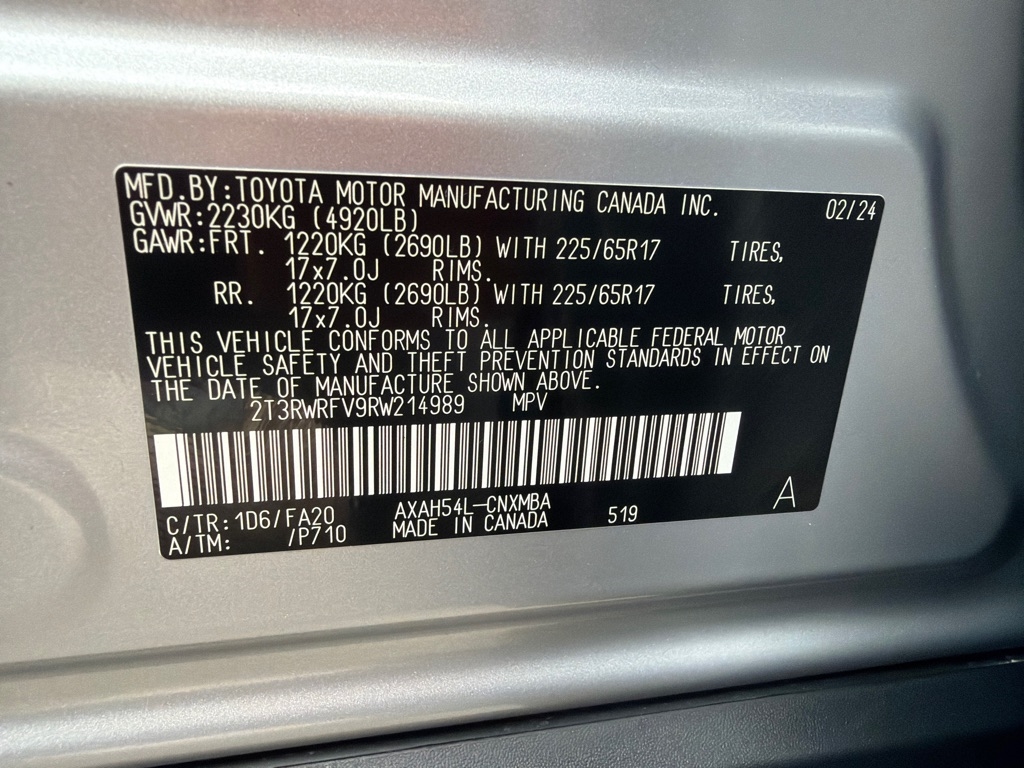 MFD.BY:TOYOTA MOTOR MANUFACTURING CANADA INC. 02/24
GVWR:2230KG (4920LB)
GAWR:FRT. 1220KG (2690LB) WITH 225/65R17 TIRES,
17x7.0J RIMS.
RR. 1220KG (2690LB) WITH 225/65R17 TIRES,
17x7.0J RIMS.
THIS VEHICLE CONFORMS TO ALL APPLICABLE FEDERAL MOTOR
VEHICLE SAFETY AND THEFT PREVENTION STANDARDS IN EFFECT ON
THE DATE OF MANUFACTURE SHOWN ABOVE.
2T3RWRFV9RW214989 MPV
C/TR:1D6/FA20 AXAH54L-CNXMBA 519 A
A/TM: /P710 MADE IN CANADA